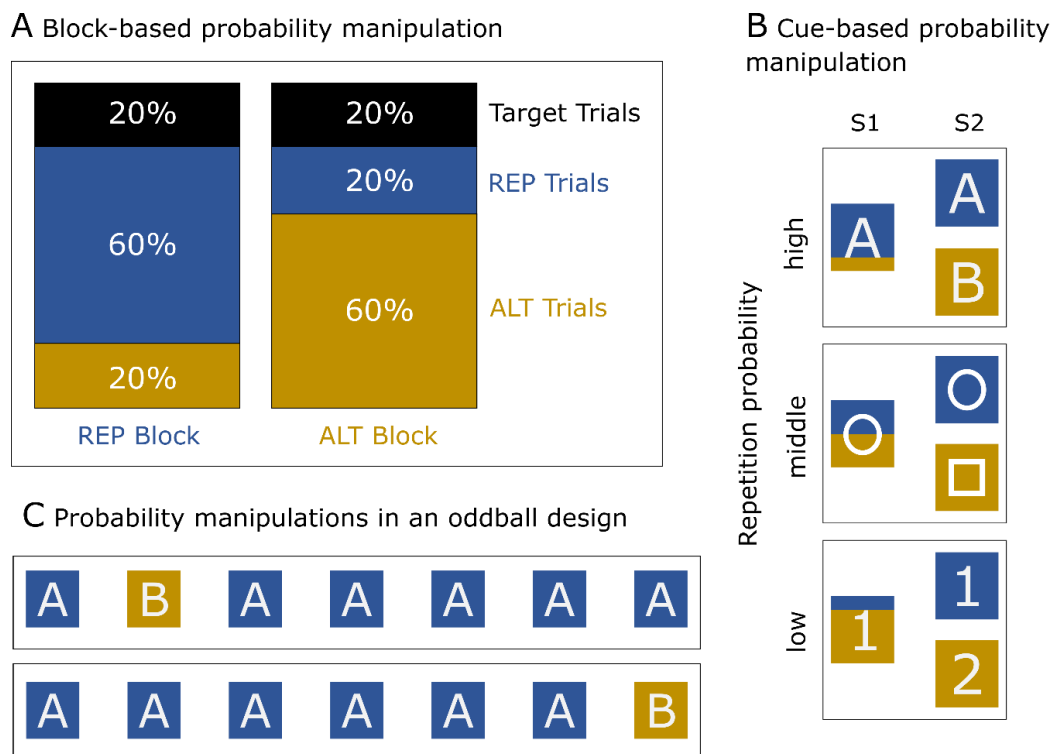 A Block-based probability manipulation
20%
60%
20%
REP Block
20%
20%
60%
ALT Block
Target Trials
REP Trials
ALT Trials
B Cue-based probability
manipulation
S1 S2
Repetition probability
high
A
A
B
middle
low
1
1
2
C Probability manipulations in an oddball design
A B A A A A A
A A A A A A B